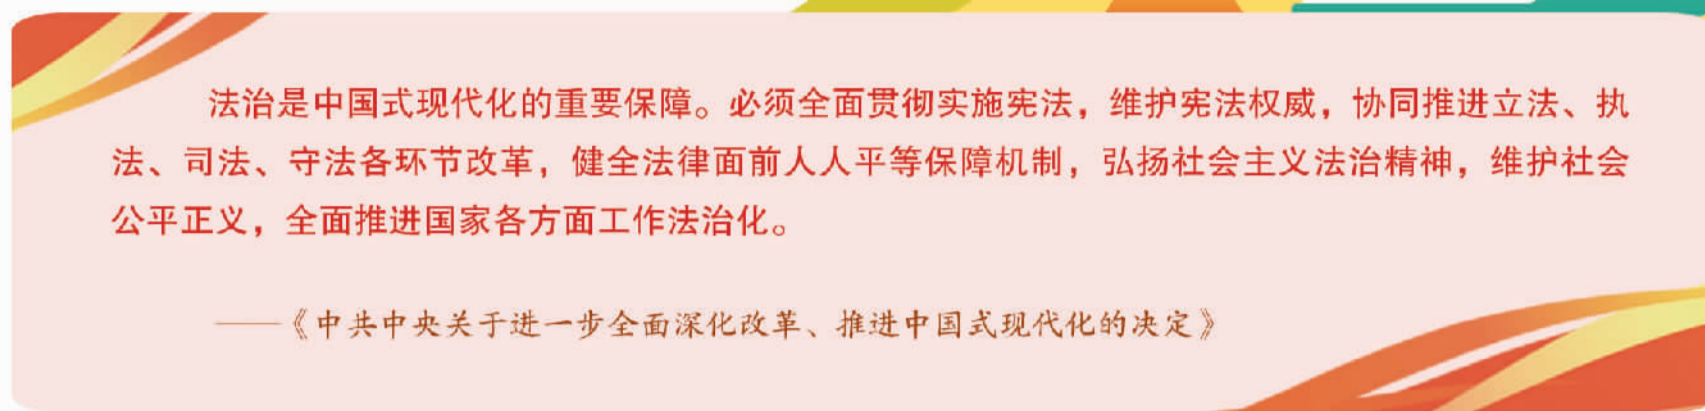 法治是中国式现代化的重要保障。必须全面贯彻实施宪法，维护宪法权威，协同推进立法、执
法、司法、守法各环节改革，健全法律面前人人平等保障机制，弘扬社会主义法治精神，维护社会
公平正义，全面推进国家各方面工作法治化。
——《中共中央关于进一步全面深化改革、推进中国式现代化的决定》